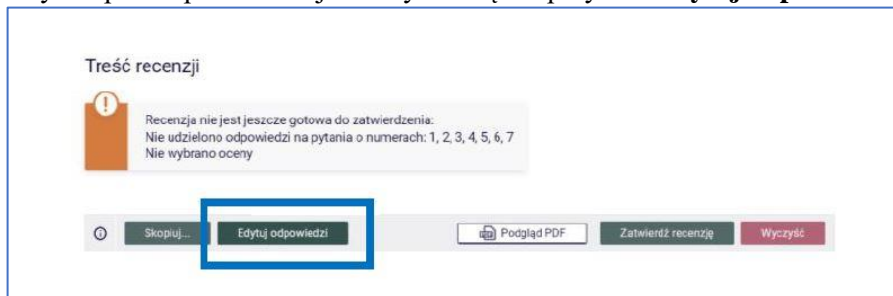 Treść recenzji
Recenzja nie jest jeszcze gotowa do zatwierdzenia:
Nie udzielono odpowiedzi na pytania o numerach: 1, 2, 3, 4, 5, 6, 7
Nie wybrano oceny
Skopiuj... Edytuj odpowiedzi Podgląd PDF Zatwierdź recenzję Wyczyść